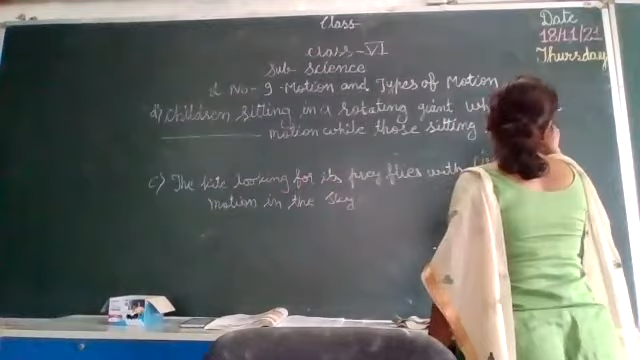 Class
Date
18/11/21
Thursday
Class-VI
Sub Science
L No- 9 Motion and Types of Motion
d) Children sitting in a rotating giant
motion while those sitting
c) The kite looking for its prey flies with
motion in the Sky